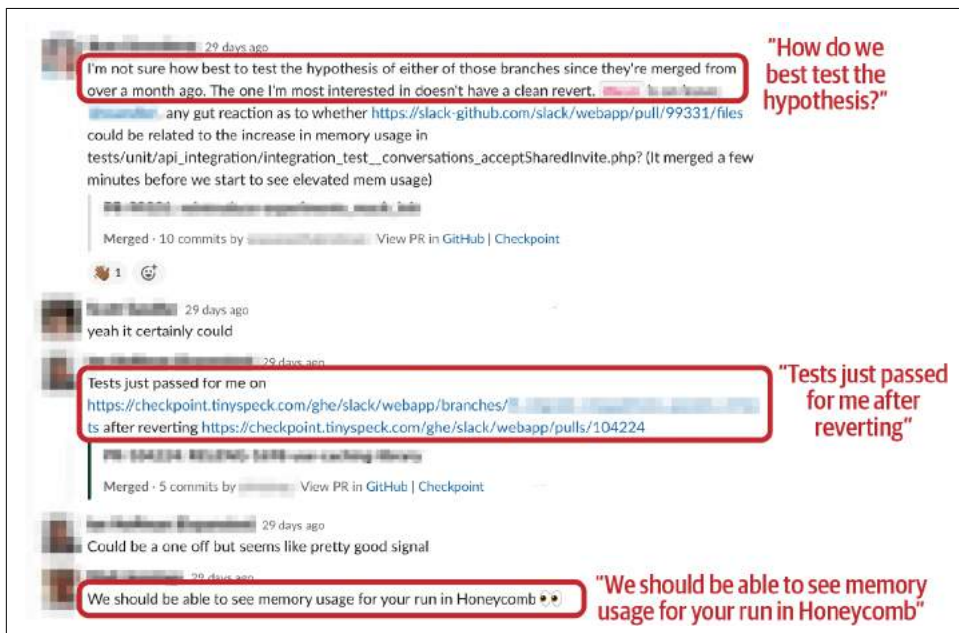 29 days ago
"How do we
best test the
hypothesis?"
I'm not sure how best to test the hypothesis of either of those branches since they're merged from
over a month ago. The one I'm most interested in doesn't have a clean revert.
any gut reaction as to whether https://slack-github.com/slack/webapp/pull/99331/files
could be related to the increase in memory usage in
tests/unit/api_integration/integration_test__conversations_acceptSharedInvite.php? (It merged a few
minutes before we start to see elevated mem usage)
Merged · 10 commits by View PR in GitHub | Checkpoint
1
29 days ago
yeah it certainly could
29 days ago
Tests just passed for me on
https://checkpoint.tinyspeck.com/ghe/slack/webapp/branches/
ts after reverting https://checkpoint.tinyspeck.com/ghe/slack/webapp/pulls/104224
"Tests just passed
for me after
reverting"
Merged · 5 commits by View PR in GitHub | Checkpoint
29 days ago
Could be a one off but seems like pretty good signal
29 days ago
We should be able to see memory usage for your run in Honeycomb 👀
"We should be able to see memory
usage for your run in Honeycomb"